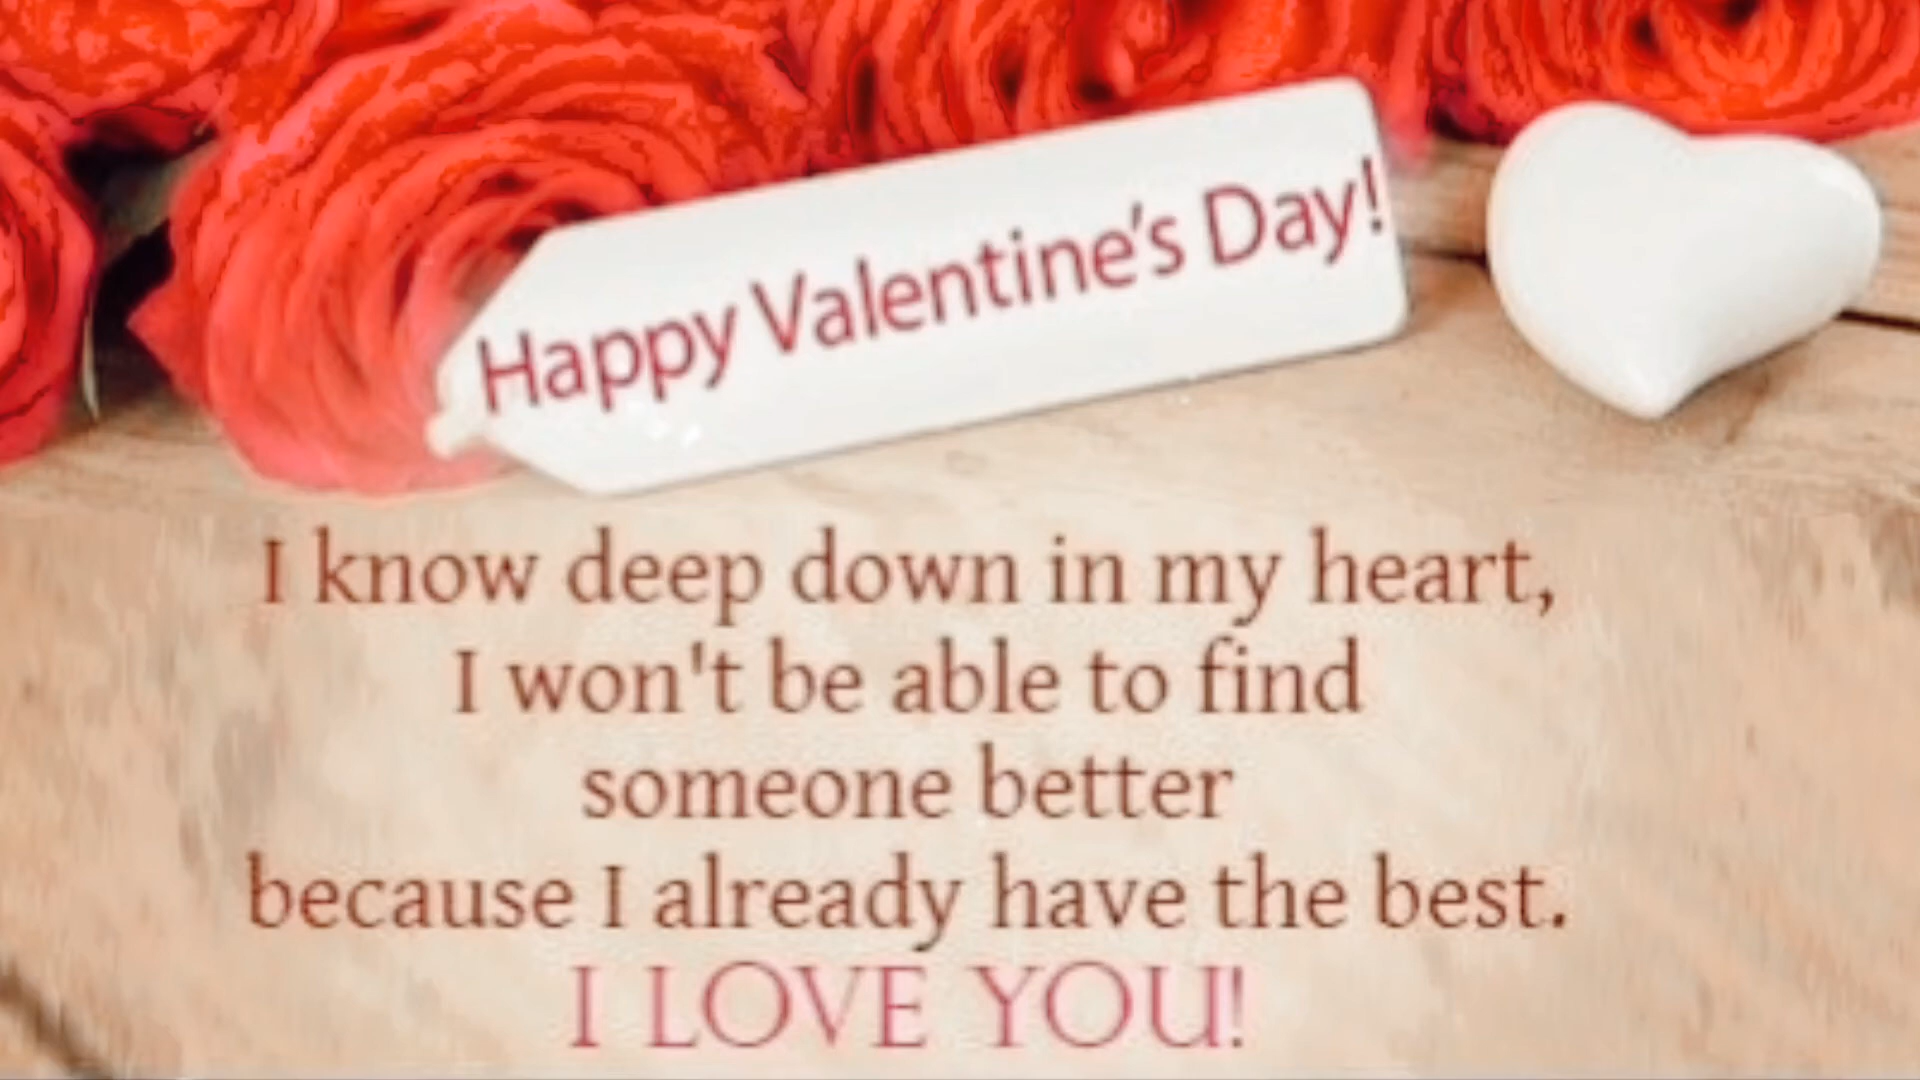 Happy Valentine's Day!
I know deep down in my heart,
I won't be able to find
someone better
because I already have the best.
I LOVE YOU!